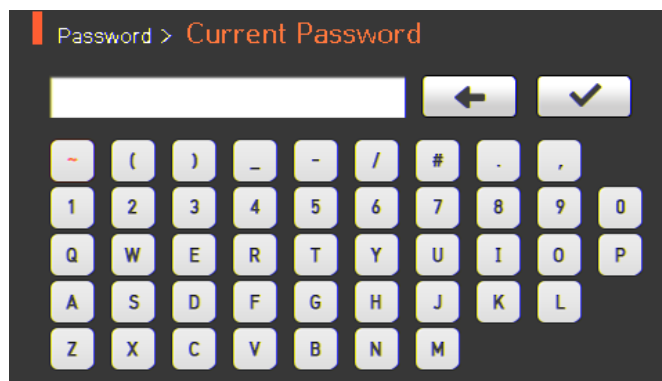 Password > Current Password
~ ( ) _ - / # . ,
1 2 3 4 5 6 7 8 9 0
Q W E R T Y U I O P
A S D F G H J K L
Z X C V B N M